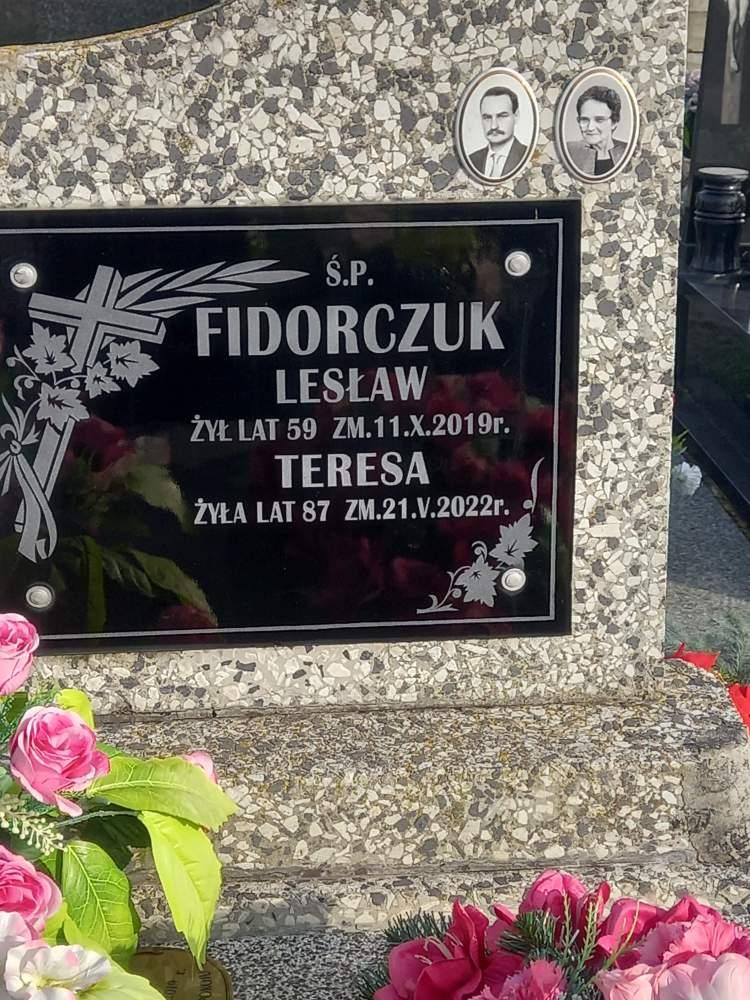 Ś.P.
FIDORCZUK
LESŁAW
ŻYŁ LAT 59 ZM.11.X.2019r.
TERESA
ŻYŁA LAT 87 ZM.21.V.2022r.